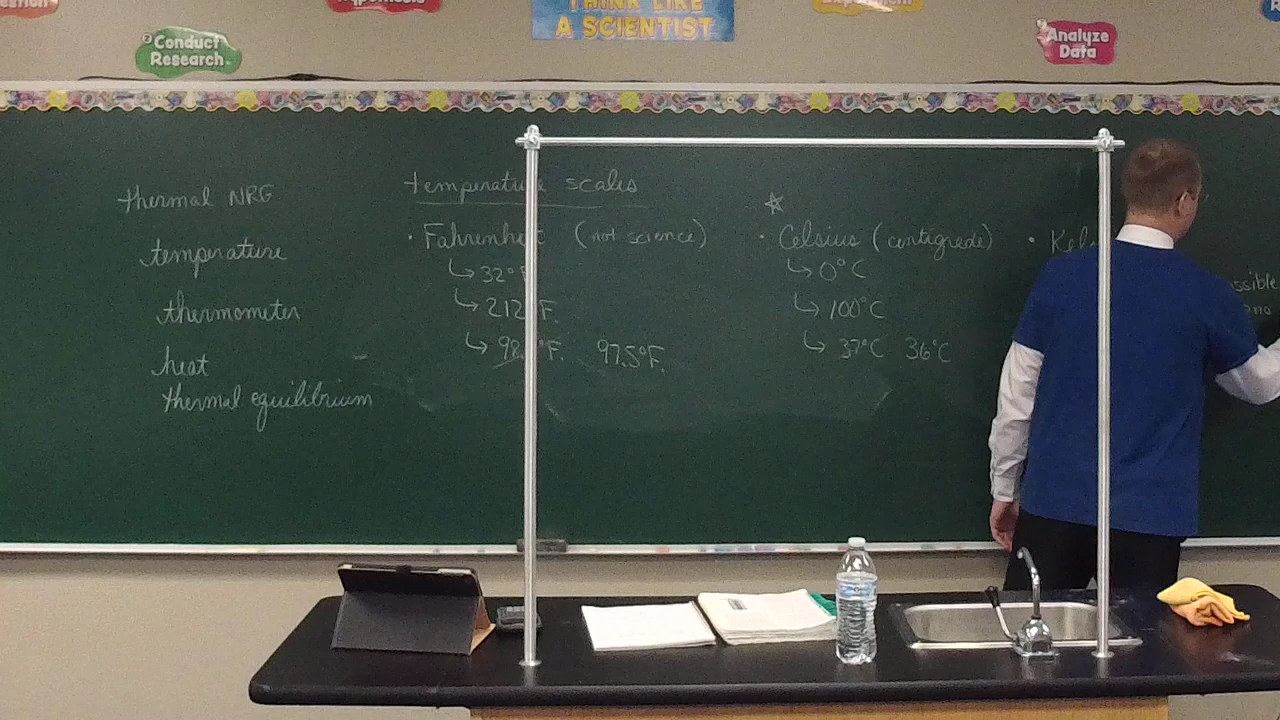 THINK LIKE
A SCIENTIST
Conduct
Research
Analyze
Data
thermal NRG
temperature
thermometer
heat
thermal equilibrium
temperature scales
• Fahrenheit (not science)
↳ 32°F
↳ 212°F.
↳ 98. °F. 97.5°F.
☆
• Celsius (centigrade)
↳ 0°C
↳ 100°C
↳ 37°C 36°C
• Kel